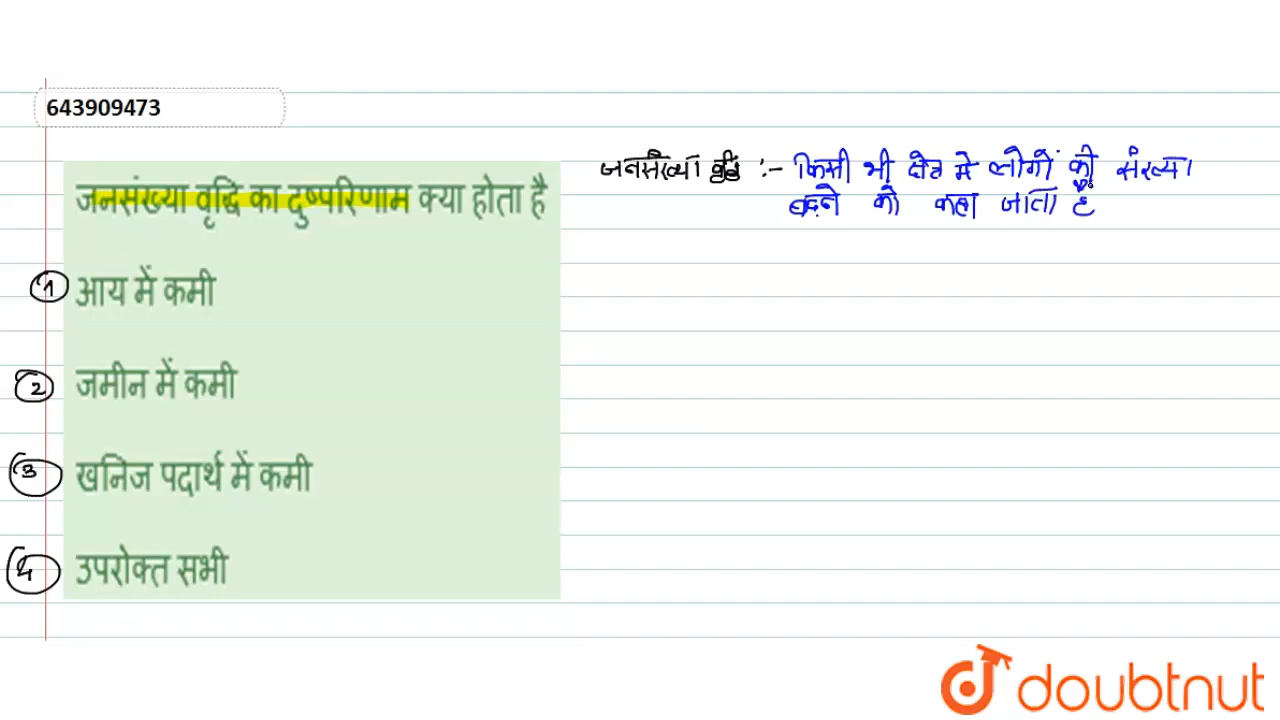 643909473
जनसंख्या वृद्धि का दुष्परिणाम क्या होता है
1 आय में कमी
2 जमीन में कमी
3 खनिज पदार्थ में कमी
4 उपरोक्त सभी
जनसंख्या वृद्धि :- किसी भी क्षेत्र मे लोगों की संख्या
बढ़ने को कहा जाता है
doubtnut